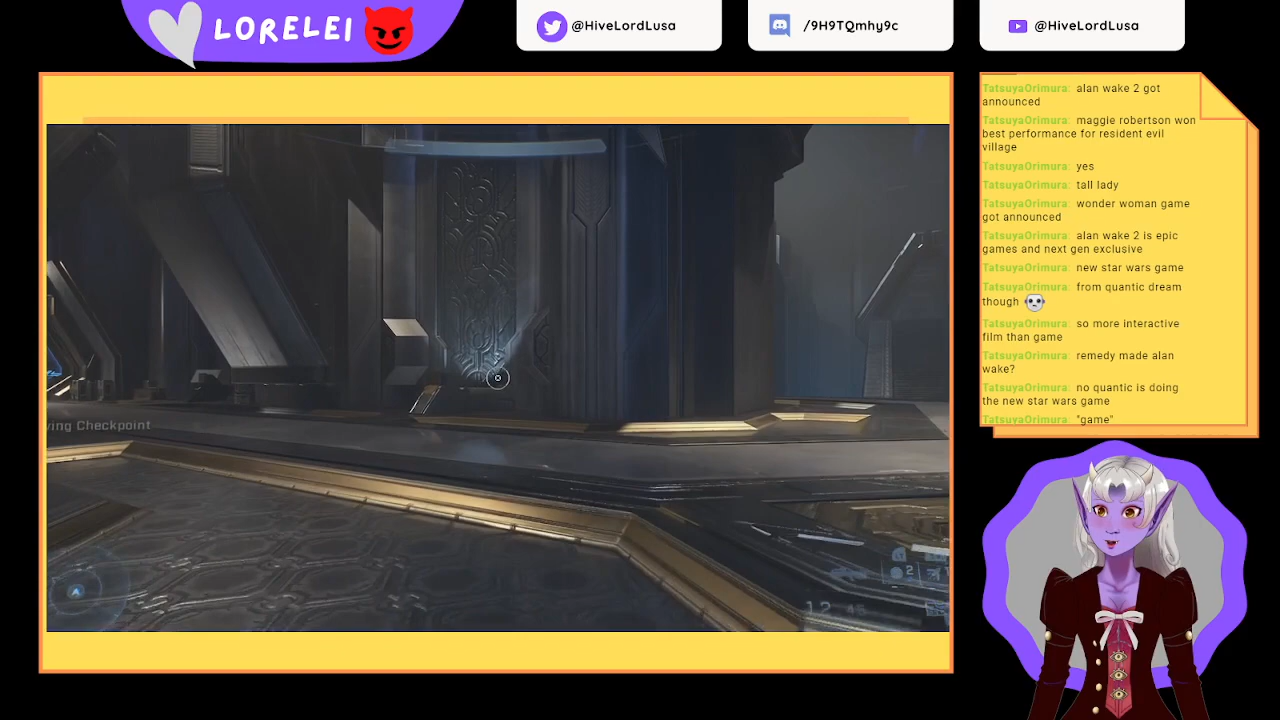 LORELEI
@HiveLordLusa
/9H9TQmhy9c
@HiveLordLusa
TatsuyaOrimura: alan wake 2 got
announced
TatsuyaOrimura: maggie robertson won
best performance for resident evil
village
TatsuyaOrimura: yes
TatsuyaOrimura: tall lady
TatsuyaOrimura: wonder woman game
got announced
TatsuyaOrimura: alan wake 2 is epic
games and next gen exclusive
TatsuyaOrimura: new star wars game
TatsuyaOrimura: from quantic dream
though
TatsuyaOrimura: so more interactive
film than game
TatsuyaOrimura: remedy made alan
wake?
TatsuyaOrimura: no quantic is doing
the new star wars game
TatsuyaOrimura: "game"
ving Checkpoint
2
12